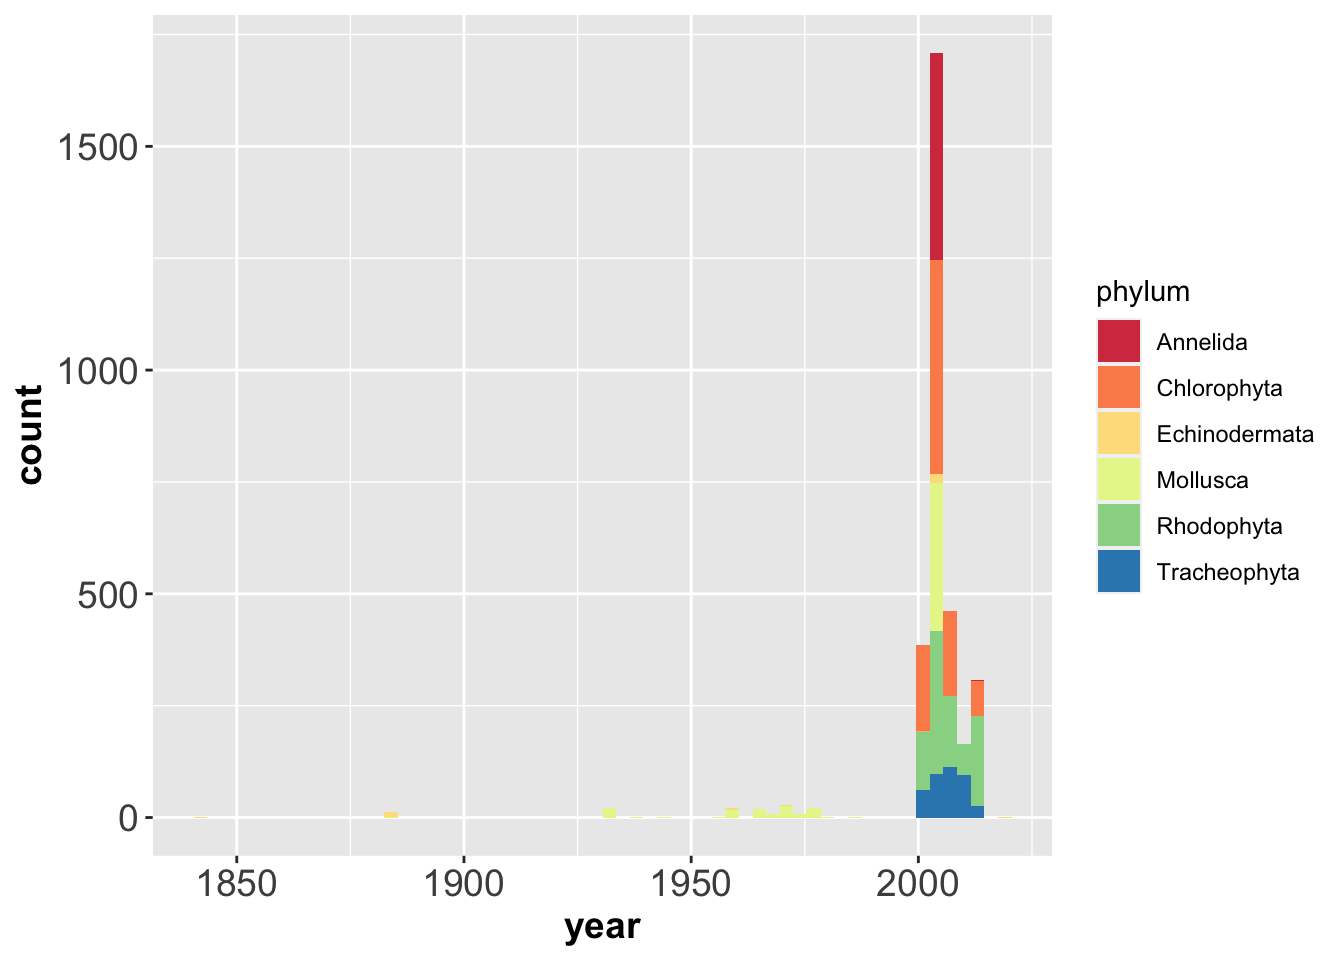 1500
1000
500
0
count
1850
1900
1950
2000
year
phylum
Annelida
Chlorophyta
Echinodermata
Mollusca
Rhodophyta
Tracheophyta